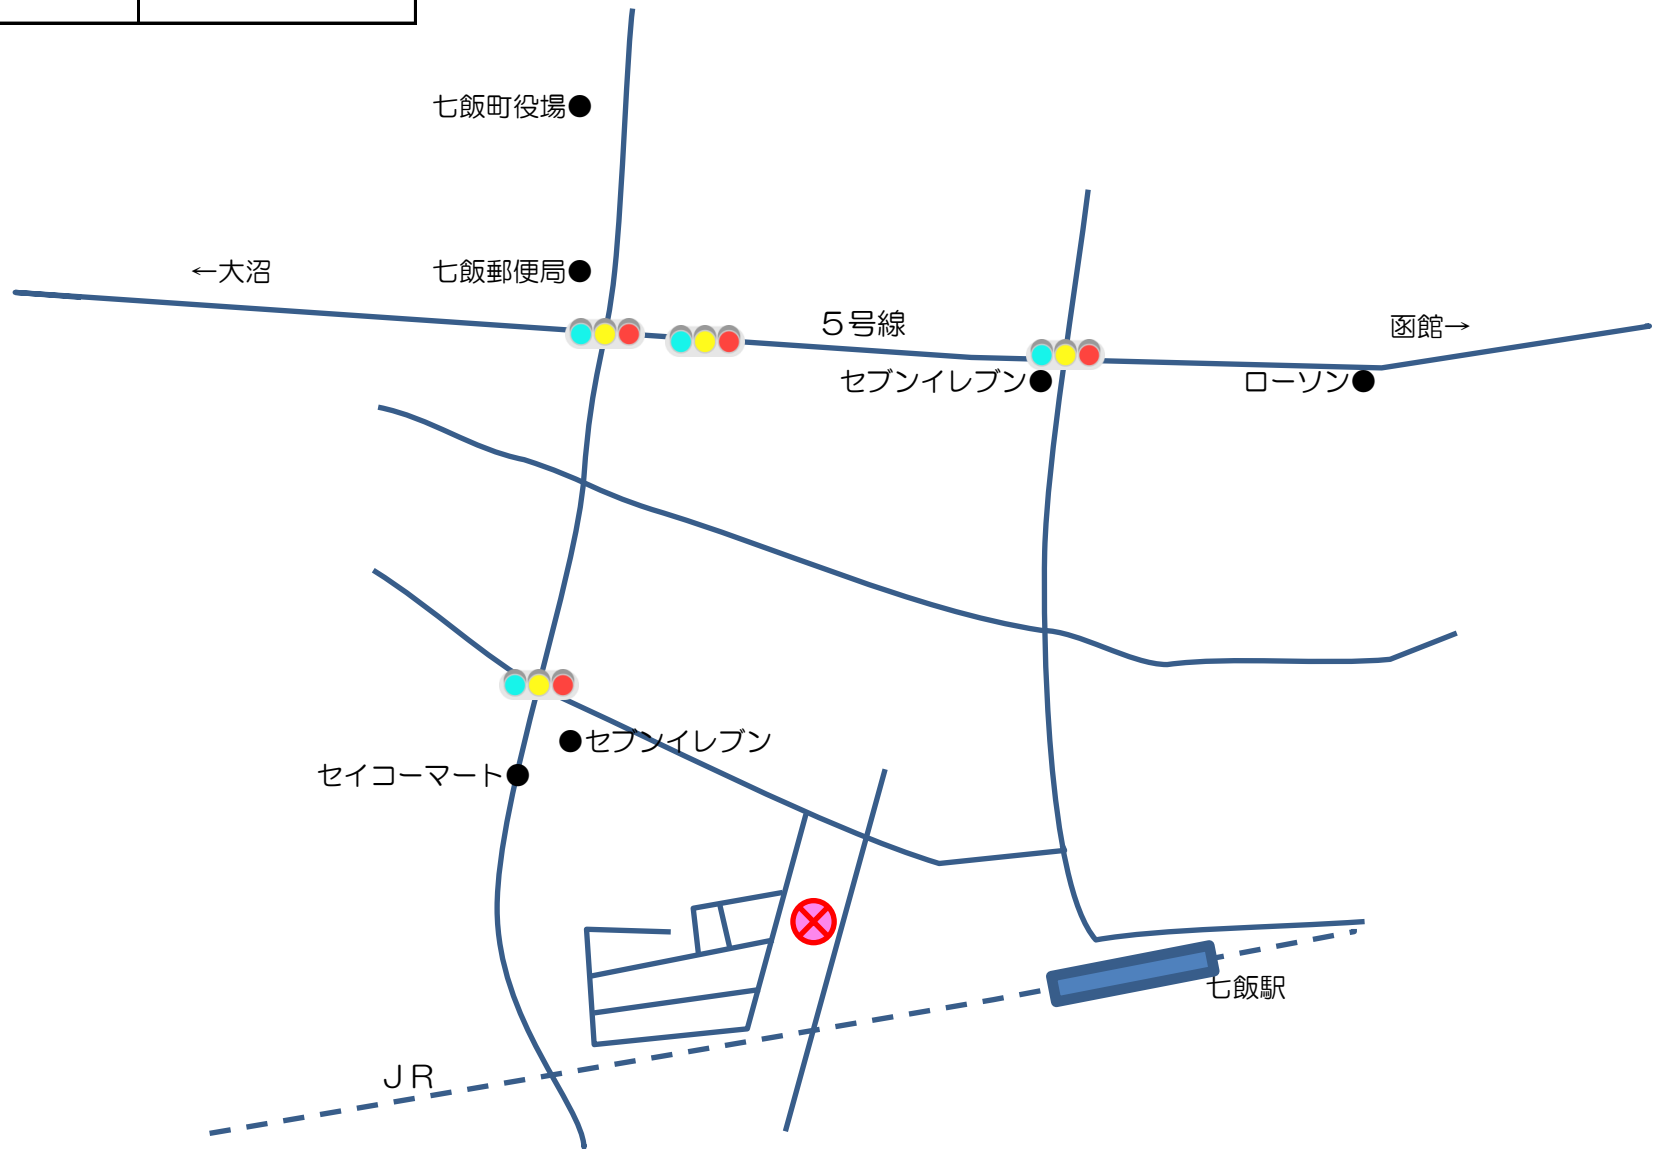 七飯町役場●
←大沼
七飯郵便局●
５号線
函館→
セブンイレブン●
ローソン●
●セブンイレブン
セイコーマート●
七飯駅
ＪＲ